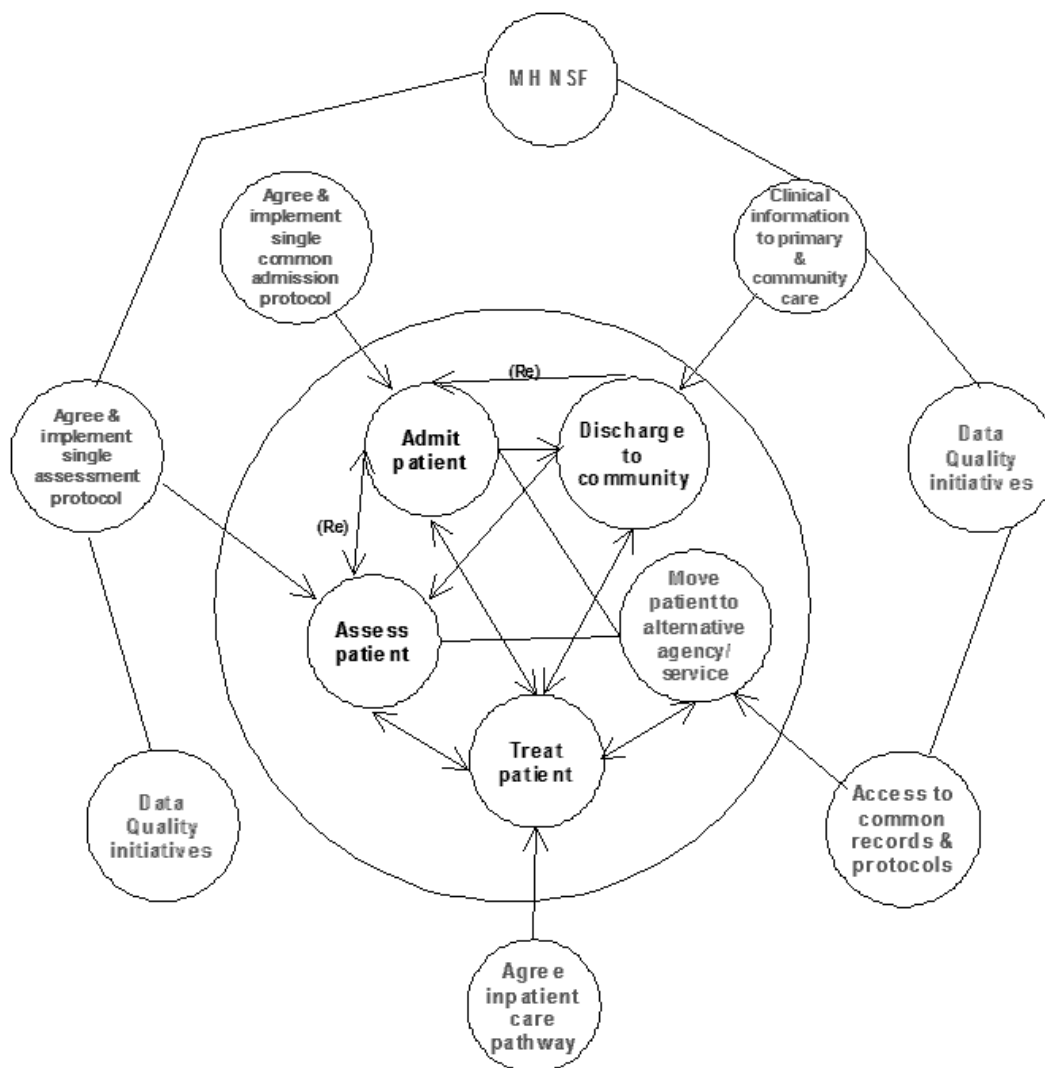 MH NSF
Agree &
implement
single
common
admission
protocol
Clinical
information
to primary
&
community
care
(Re)
Agree &
implement
single
assessment
protocol
Admit
patient
Discharge
to
community
Data
Quality
initiatives
(Re)
Assess
patient
Move
patient to
alternative
agency/
service
Treat
patient
Data
Quality
initiatives
Access to
common
records &
protocols
Agree
inpatient
care
pathway